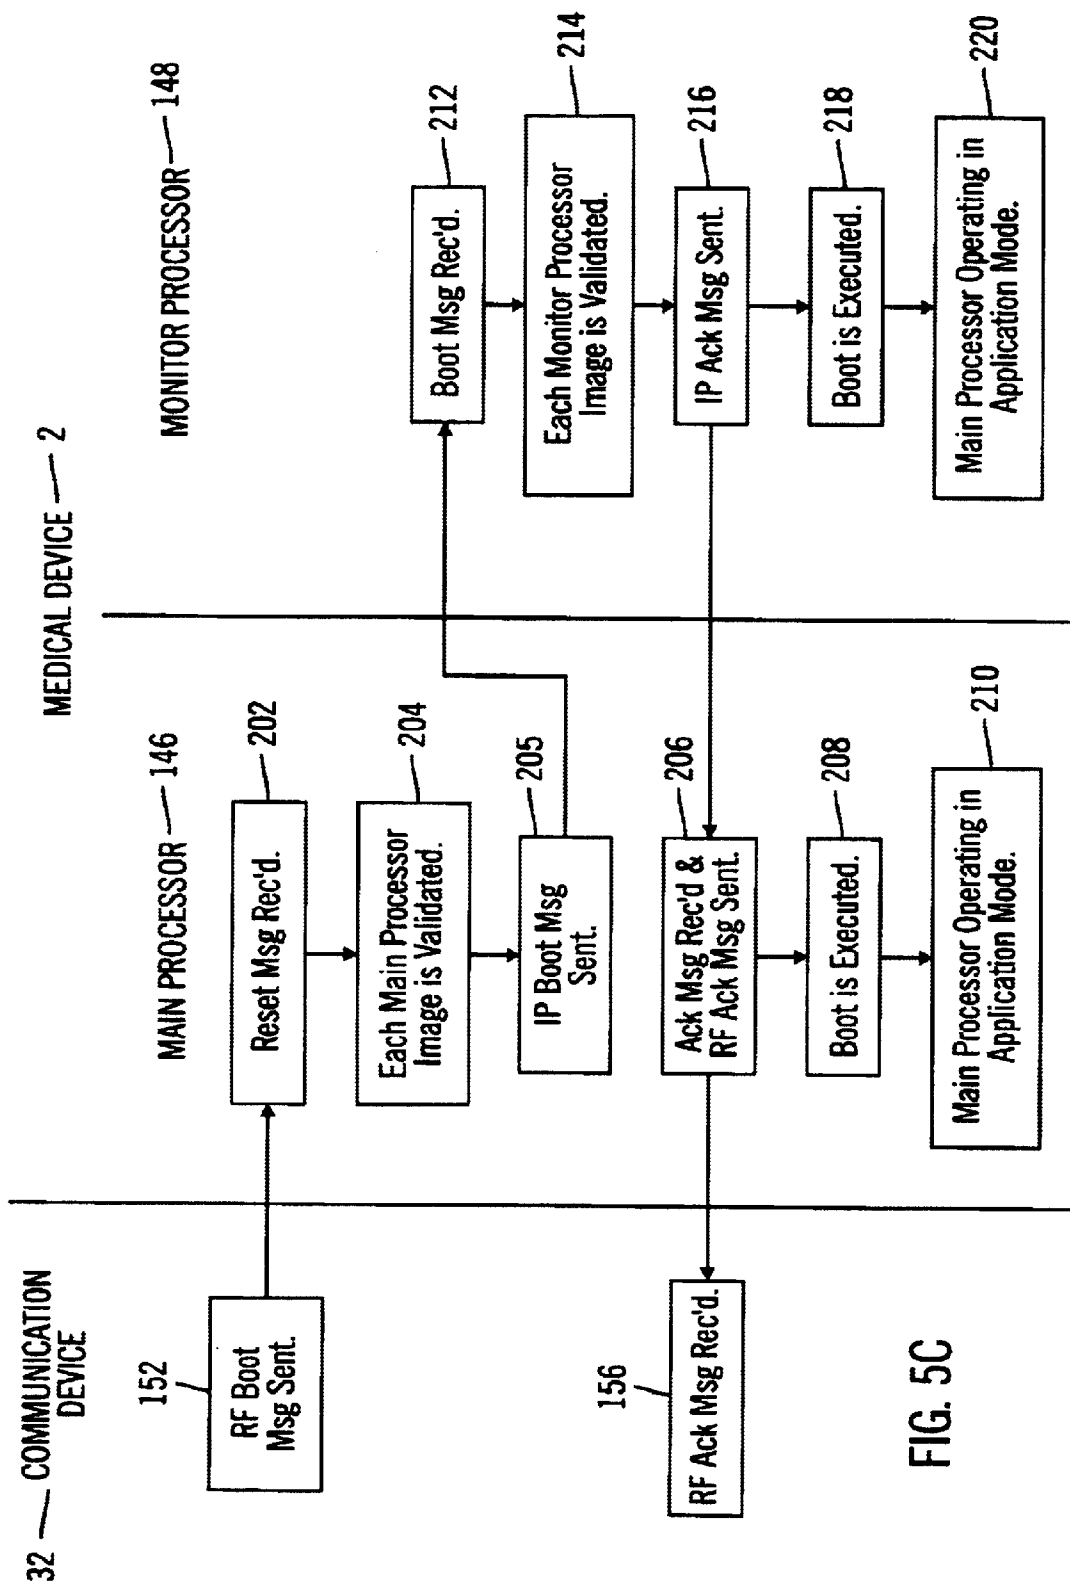 MEDICAL DEVICE 2
32 COMMUNICATION
DEVICE
MAIN PROCESSOR 146
MONITOR PROCESSOR 148
152
RF Boot
Msg Sent.
202
Reset Msg Rec'd.
204
Each Main Processor
Image is Validated.
205
IP Boot Msg
Sent.
212
Boot Msg Rec'd.
214
Each Monitor Processor
Image is Validated.
216
IP Ack Msg Sent.
206
Ack Msg Rec'd &
RF Ack Msg Sent.
156
RF Ack Msg Rec'd.
208
Boot is Executed.
218
Boot is Executed.
210
Main Processor Operating in
Application Mode.
220
Main Processor Operating in
Application Mode.
FIG. 5C